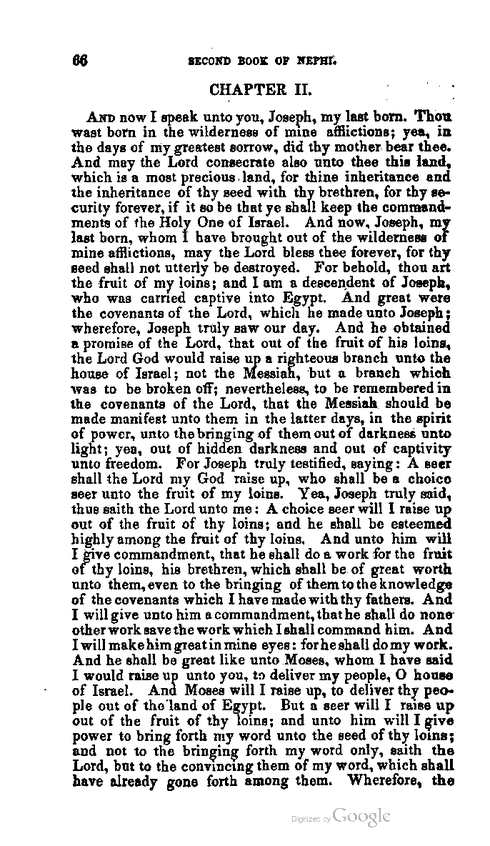 66 SECOND BOOK OF NEPHI.
CHAPTER II.
AND now I speak unto you, Joseph, my last born. Thou
wast born in the wilderness of mine afflictions; yea, in
the days of my greatest sorrow, did thy mother bear thee.
And may the Lord consecrate also unto thee this land,
which is a most precious land, for thine inheritance and
the inheritance of thy seed with thy brethren, for thy se-
curity forever, if it so be that ye shall keep the command-
ments of the Holy One of Israel. And now, Joseph, my
last born, whom I have brought out of the wilderness of
mine afflictions, may the Lord bless thee forever, for thy
seed shall not utterly be destroyed. For behold, thou art
the fruit of my loins; and I am a descendent of Joseph,
who was carried captive into Egypt. And great were
the covenants of the Lord, which he made unto Joseph;
wherefore, Joseph truly saw our day. And he obtained
a promise of the Lord, that out of the fruit of his loins,
the Lord God would raise up a righteous branch unto the
house of Israel; not the Messiah, but a branch which
was to be broken off; nevertheless, to be remembered in
the covenants of the Lord, that the Messiah should be
made manifest unto them in the latter days, in the spirit
of power, unto the bringing of them out of darkness unto
light; yea, out of hidden darkness and out of captivity
unto freedom. For Joseph truly testified, saying: A seer
shall the Lord my God raise up, who shall be a choice
seer unto the fruit of my loins. Yea, Joseph truly said,
thus saith the Lord unto me: A choice seer will I raise up
out of the fruit of thy loins; and he shall be esteemed
highly among the fruit of thy loins. And unto him will
I give commandment, that he shall do a work for the fruit
of thy loins, his brethren, which shall be of great worth
unto them, even to the bringing of them to the knowledge
of the covenants which I have made with thy fathers. And
I will give unto him a commandment, that he shall do none
other work save the work which I shall command him. And
I will make him great in mine eyes: for he shall do my work.
And he shall be great like unto Moses, whom I have said
I would raise up unto you, to deliver my people, O house
of Israel. And Moses will I raise up, to deliver thy peo-
ple out of the land of Egypt. But a seer will I raise up
out of the fruit of thy loins; and unto him will I give
power to bring forth my word unto the seed of thy loins;
and not to the bringing forth my word only, saith the
Lord, but to the convincing them of my word, which shall
have already gone forth among them. Wherefore, the
Digitized by Google